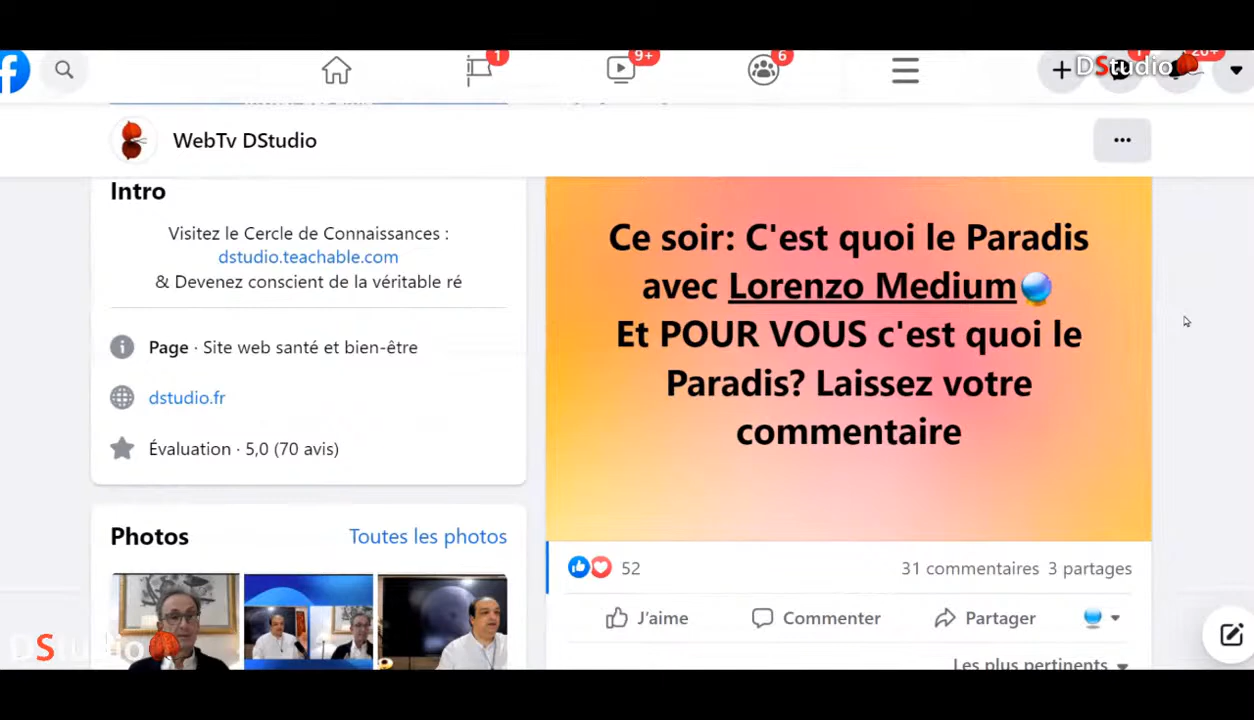 1
9+
6
DStudio
WebTv DStudio
...
Intro
Visitez le Cercle de Connaissances :
dstudio.teachable.com
& Devenez conscient de la véritable ré
Page · Site web santé et bien-être
dstudio.fr
Évaluation · 5,0 (70 avis)
Photos
Toutes les photos
Ce soir: C'est quoi le Paradis
avec Lorenzo Medium
Et POUR VOUS c'est quoi le
Paradis? Laissez votre
commentaire
52
31 commentaires 3 partages
J'aime
Commenter
Partager
Les plus pertinents
DStudio